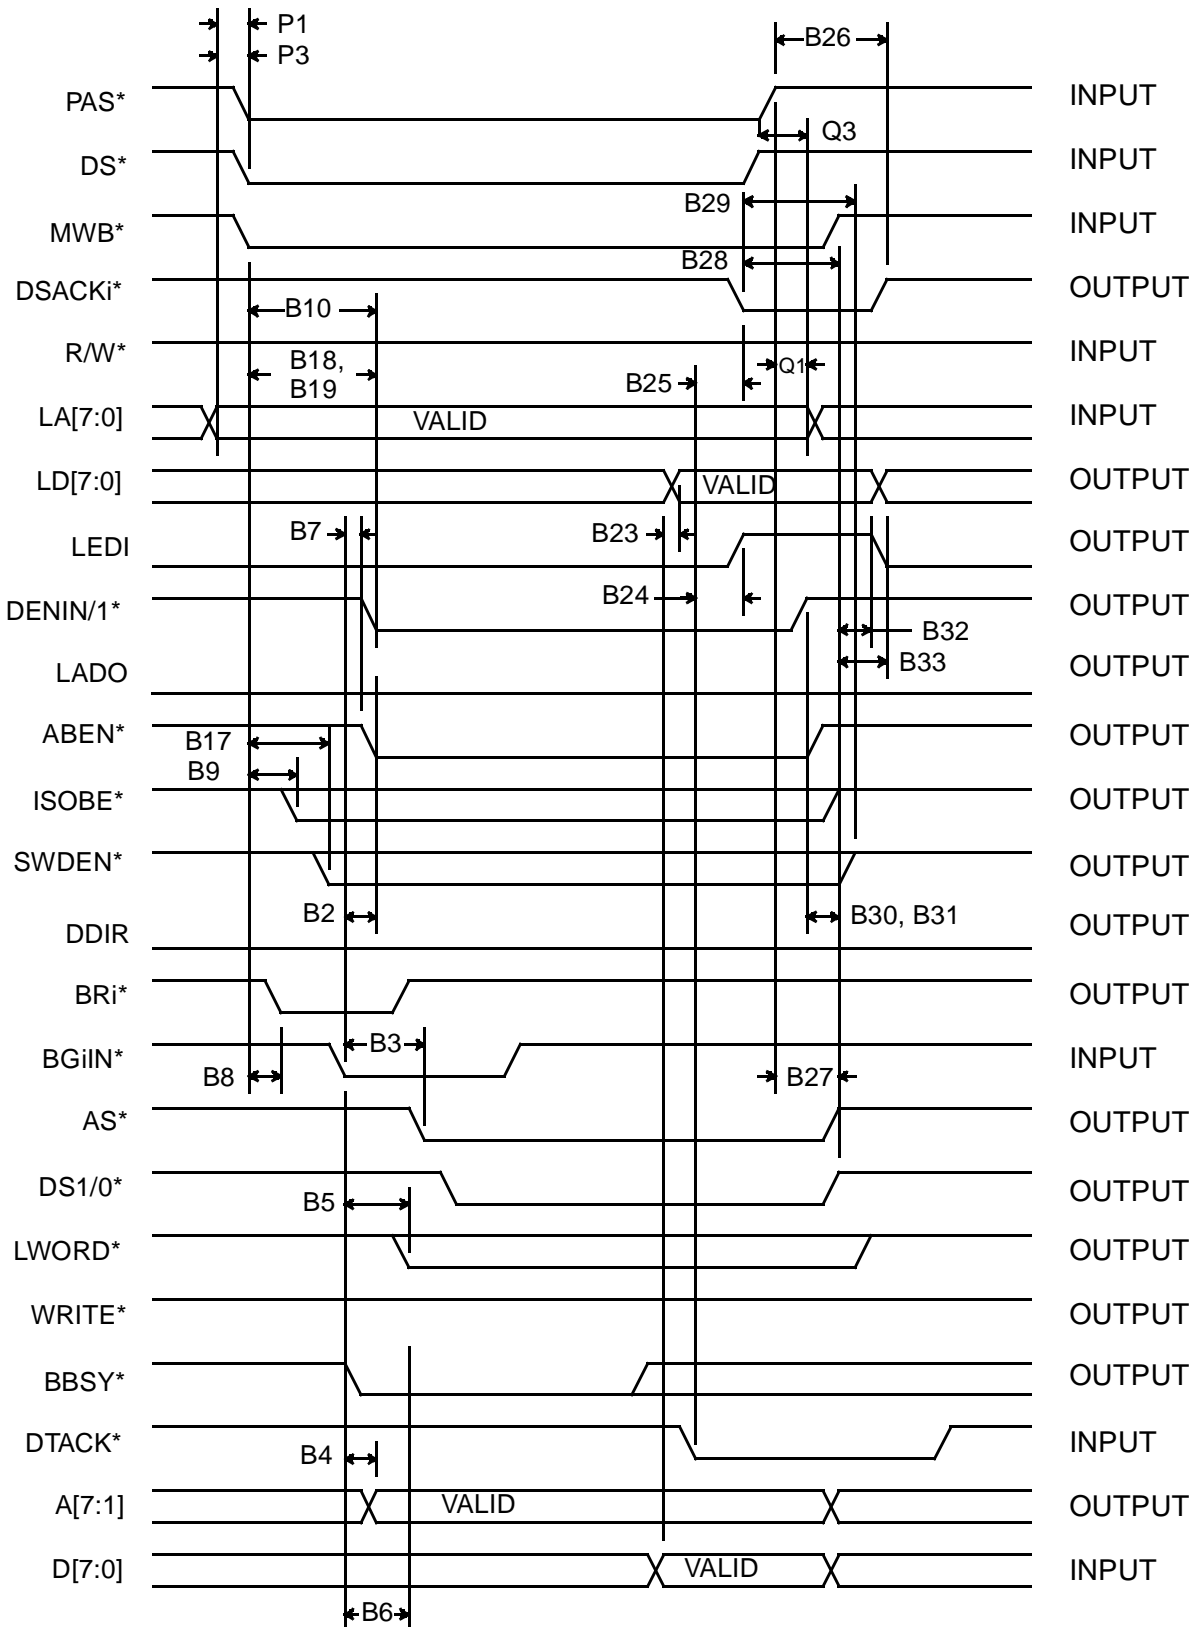 P1
P3
B26
PAS* INPUT
Q3
DS* INPUT
B29
MWB* INPUT
B28
DSACKi* OUTPUT
B10
R/W* INPUT
B18,
B19
Q1
B25
LA[7:0] VALID INPUT
LD[7:0] VALID OUTPUT
B7 B23
LEDI OUTPUT
B24
DENIN/1* OUTPUT
B32
B33
LADO OUTPUT
ABEN* OUTPUT
B17
B9
ISOBE* OUTPUT
SWDEN* OUTPUT
B2 B30, B31
DDIR OUTPUT
BRi* OUTPUT
B3
BGiIN* INPUT
B8 B27
AS* OUTPUT
DS1/0* OUTPUT
B5
LWORD* OUTPUT
WRITE* OUTPUT
BBSY* OUTPUT
DTACK* INPUT
B4
A[7:1] VALID OUTPUT
D[7:0] VALID INPUT
B6